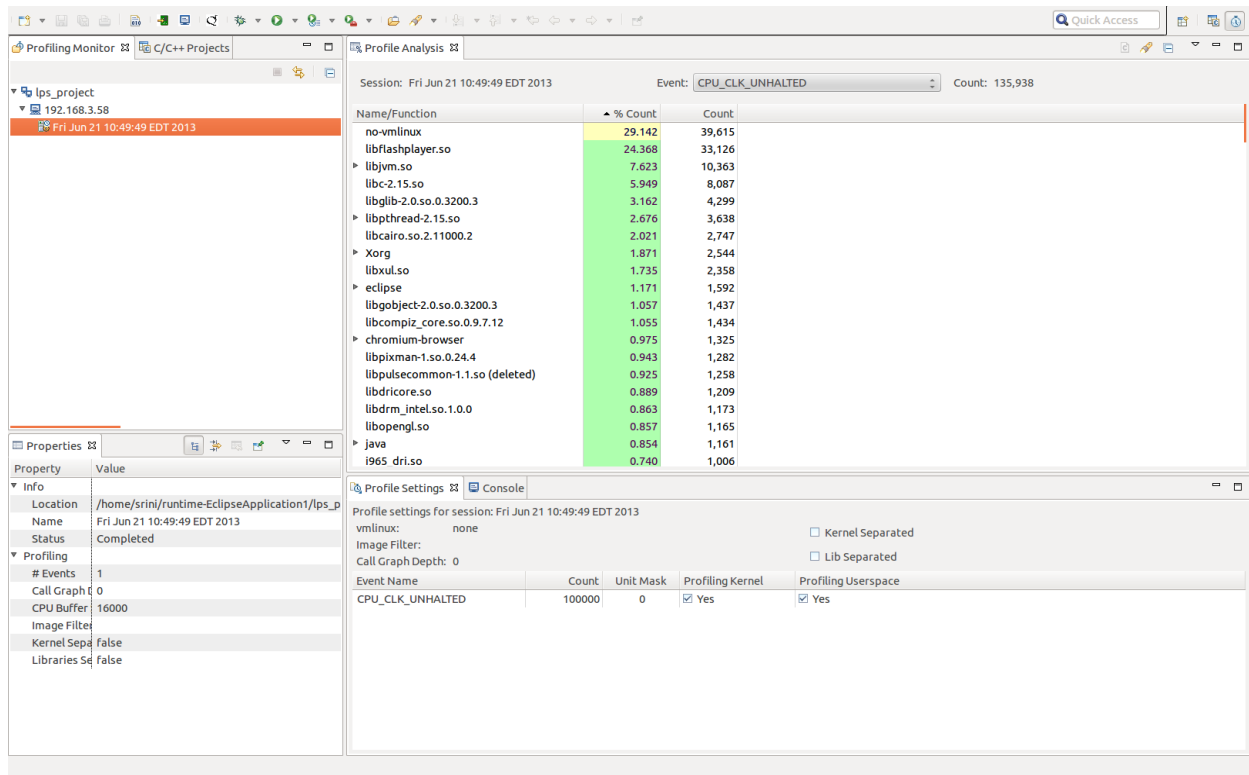 Quick Access
Profiling Monitor C/C++ Projects
lps_project
192.168.3.58
Fri Jun 21 10:49:49 EDT 2013
Profile Analysis
Session: Fri Jun 21 10:49:49 EDT 2013 Event: CPU_CLK_UNHALTED Count: 135,938
Name/Function % Count Count
no-vmlinux 29.142 39,615
libflashplayer.so 24.368 33,126
libjvm.so 7.623 10,363
libc-2.15.so 5.949 8,087
libglib-2.0.so.0.3200.3 3.162 4,299
libpthread-2.15.so 2.676 3,638
libcairo.so.2.11000.2 2.021 2,747
Xorg 1.871 2,544
libxul.so 1.735 2,358
eclipse 1.171 1,592
libgobject-2.0.so.0.3200.3 1.057 1,437
libcompiz_core.so.0.9.7.12 1.055 1,434
chromium-browser 0.975 1,325
libpixman-1.so.0.24.4 0.943 1,282
libpulsecommon-1.1.so (deleted) 0.925 1,258
libdricore.so 0.889 1,209
libdrm_intel.so.1.0.0 0.863 1,173
libopengl.so 0.857 1,165
java 0.854 1,161
i965_dri.so 0.740 1,006
Properties
Property Value
Info
Location /home/srini/runtime-EclipseApplication1/lps_p
Name Fri Jun 21 10:49:49 EDT 2013
Status Completed
Profiling
# Events 1
Call Graph D 0
CPU Buffer 16000
Image Filter
Kernel Sepa false
Libraries Se false
Profile Settings Console
Profile settings for session: Fri Jun 21 10:49:49 EDT 2013
vmlinux: none
Kernel Separated
Image Filter:
Lib Separated
Call Graph Depth: 0
Event Name Count Unit Mask Profiling Kernel Profiling Userspace
CPU_CLK_UNHALTED 100000 0 Yes Yes